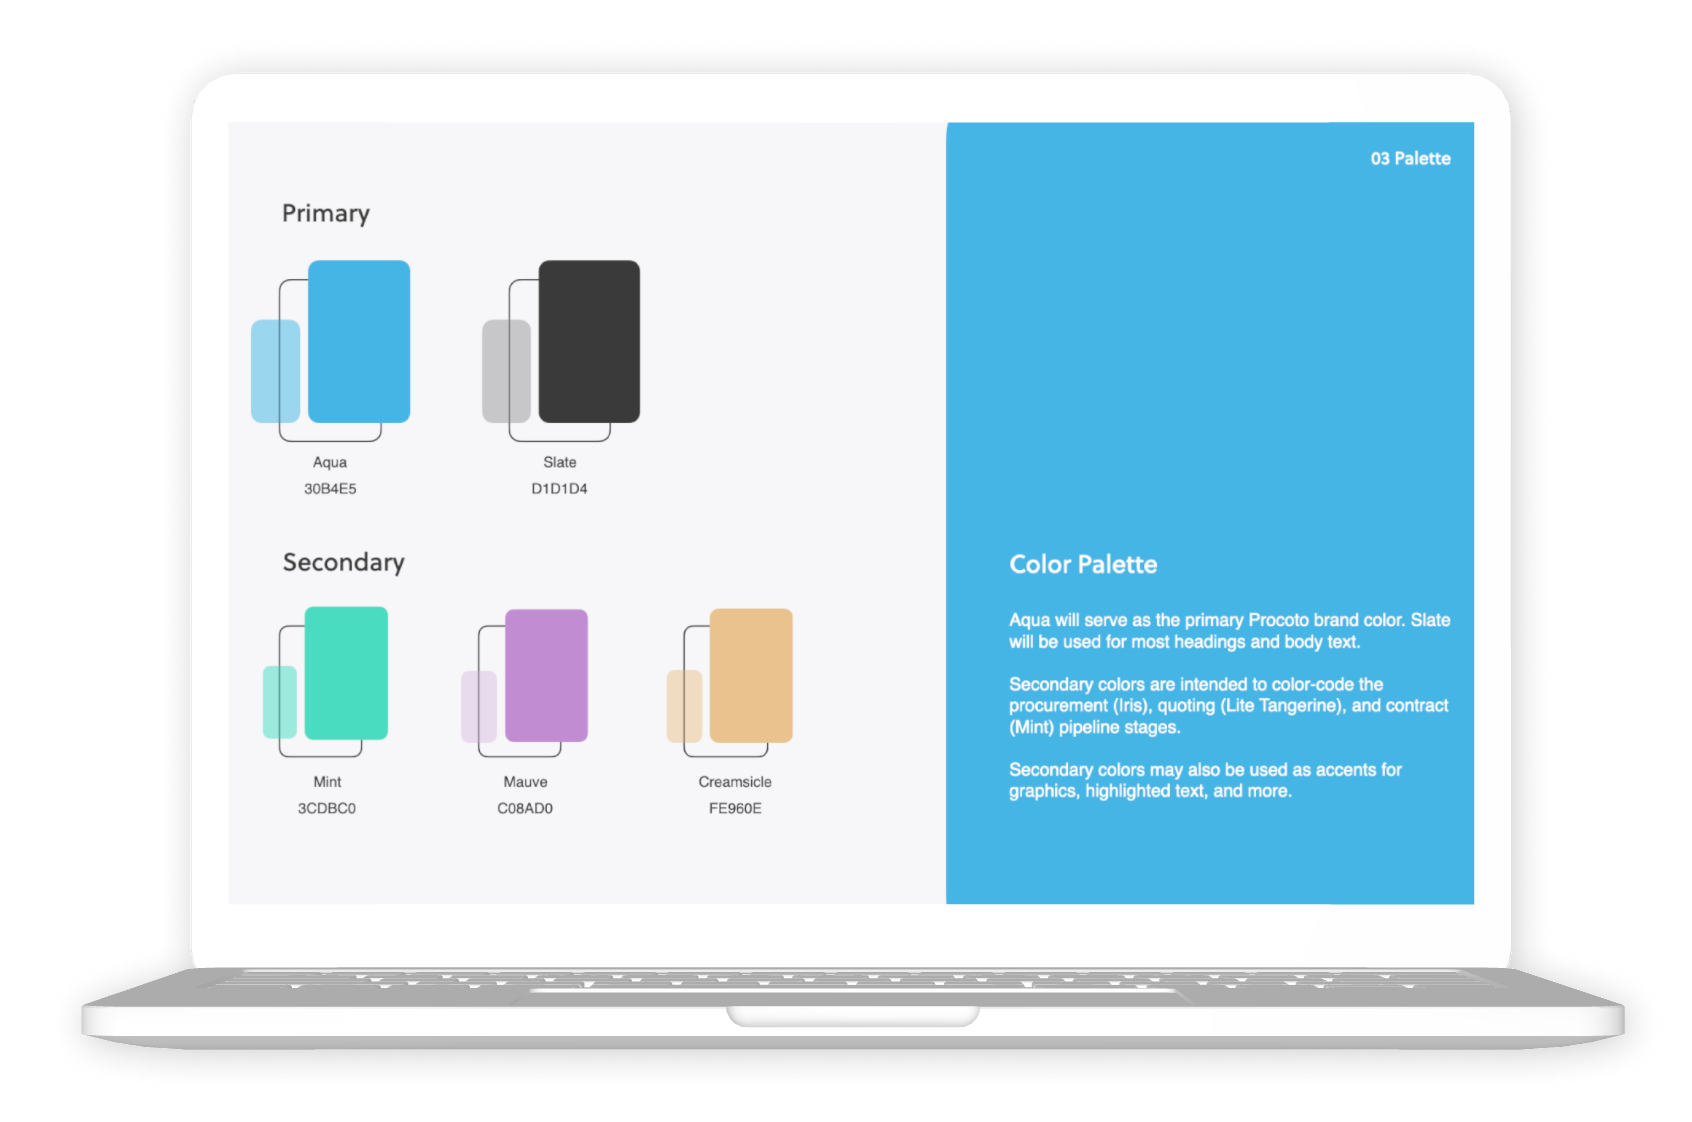 03 Palette
Primary
Aqua
30B4E5
Slate
D1D1D4
Secondary
Mint
3CDBC0
Mauve
C08AD0
Creamsicle
FE960E
Color Palette
Aqua will serve as the primary Procoto brand color. Slate
will be used for most headings and body text.
Secondary colors are intended to color-code the
procurement (Iris), quoting (Lite Tangerine), and contract
(Mint) pipeline stages.
Secondary colors may also be used as accents for
graphics, highlighted text, and more.